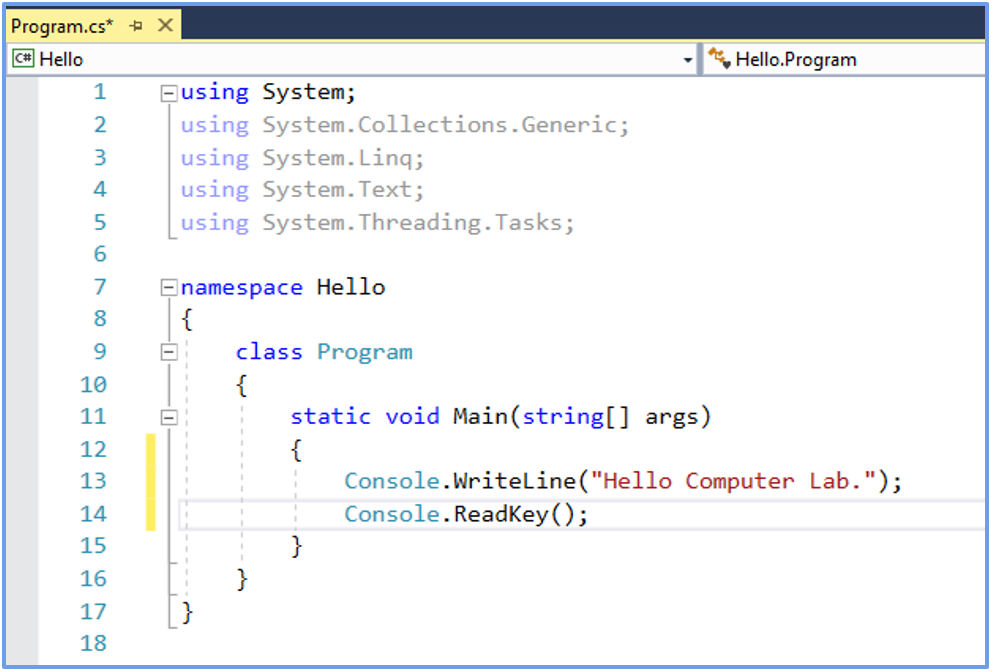 Program.cs*
C# Hello Hello.Program
1 using System;
2 using System.Collections.Generic;
3 using System.Linq;
4 using System.Text;
5 using System.Threading.Tasks;
6
7 namespace Hello
8 {
9 class Program
10 {
11 static void Main(string[] args)
12 {
13 Console.WriteLine("Hello Computer Lab.");
14 Console.ReadKey();
15 }
16 }
17 }
18